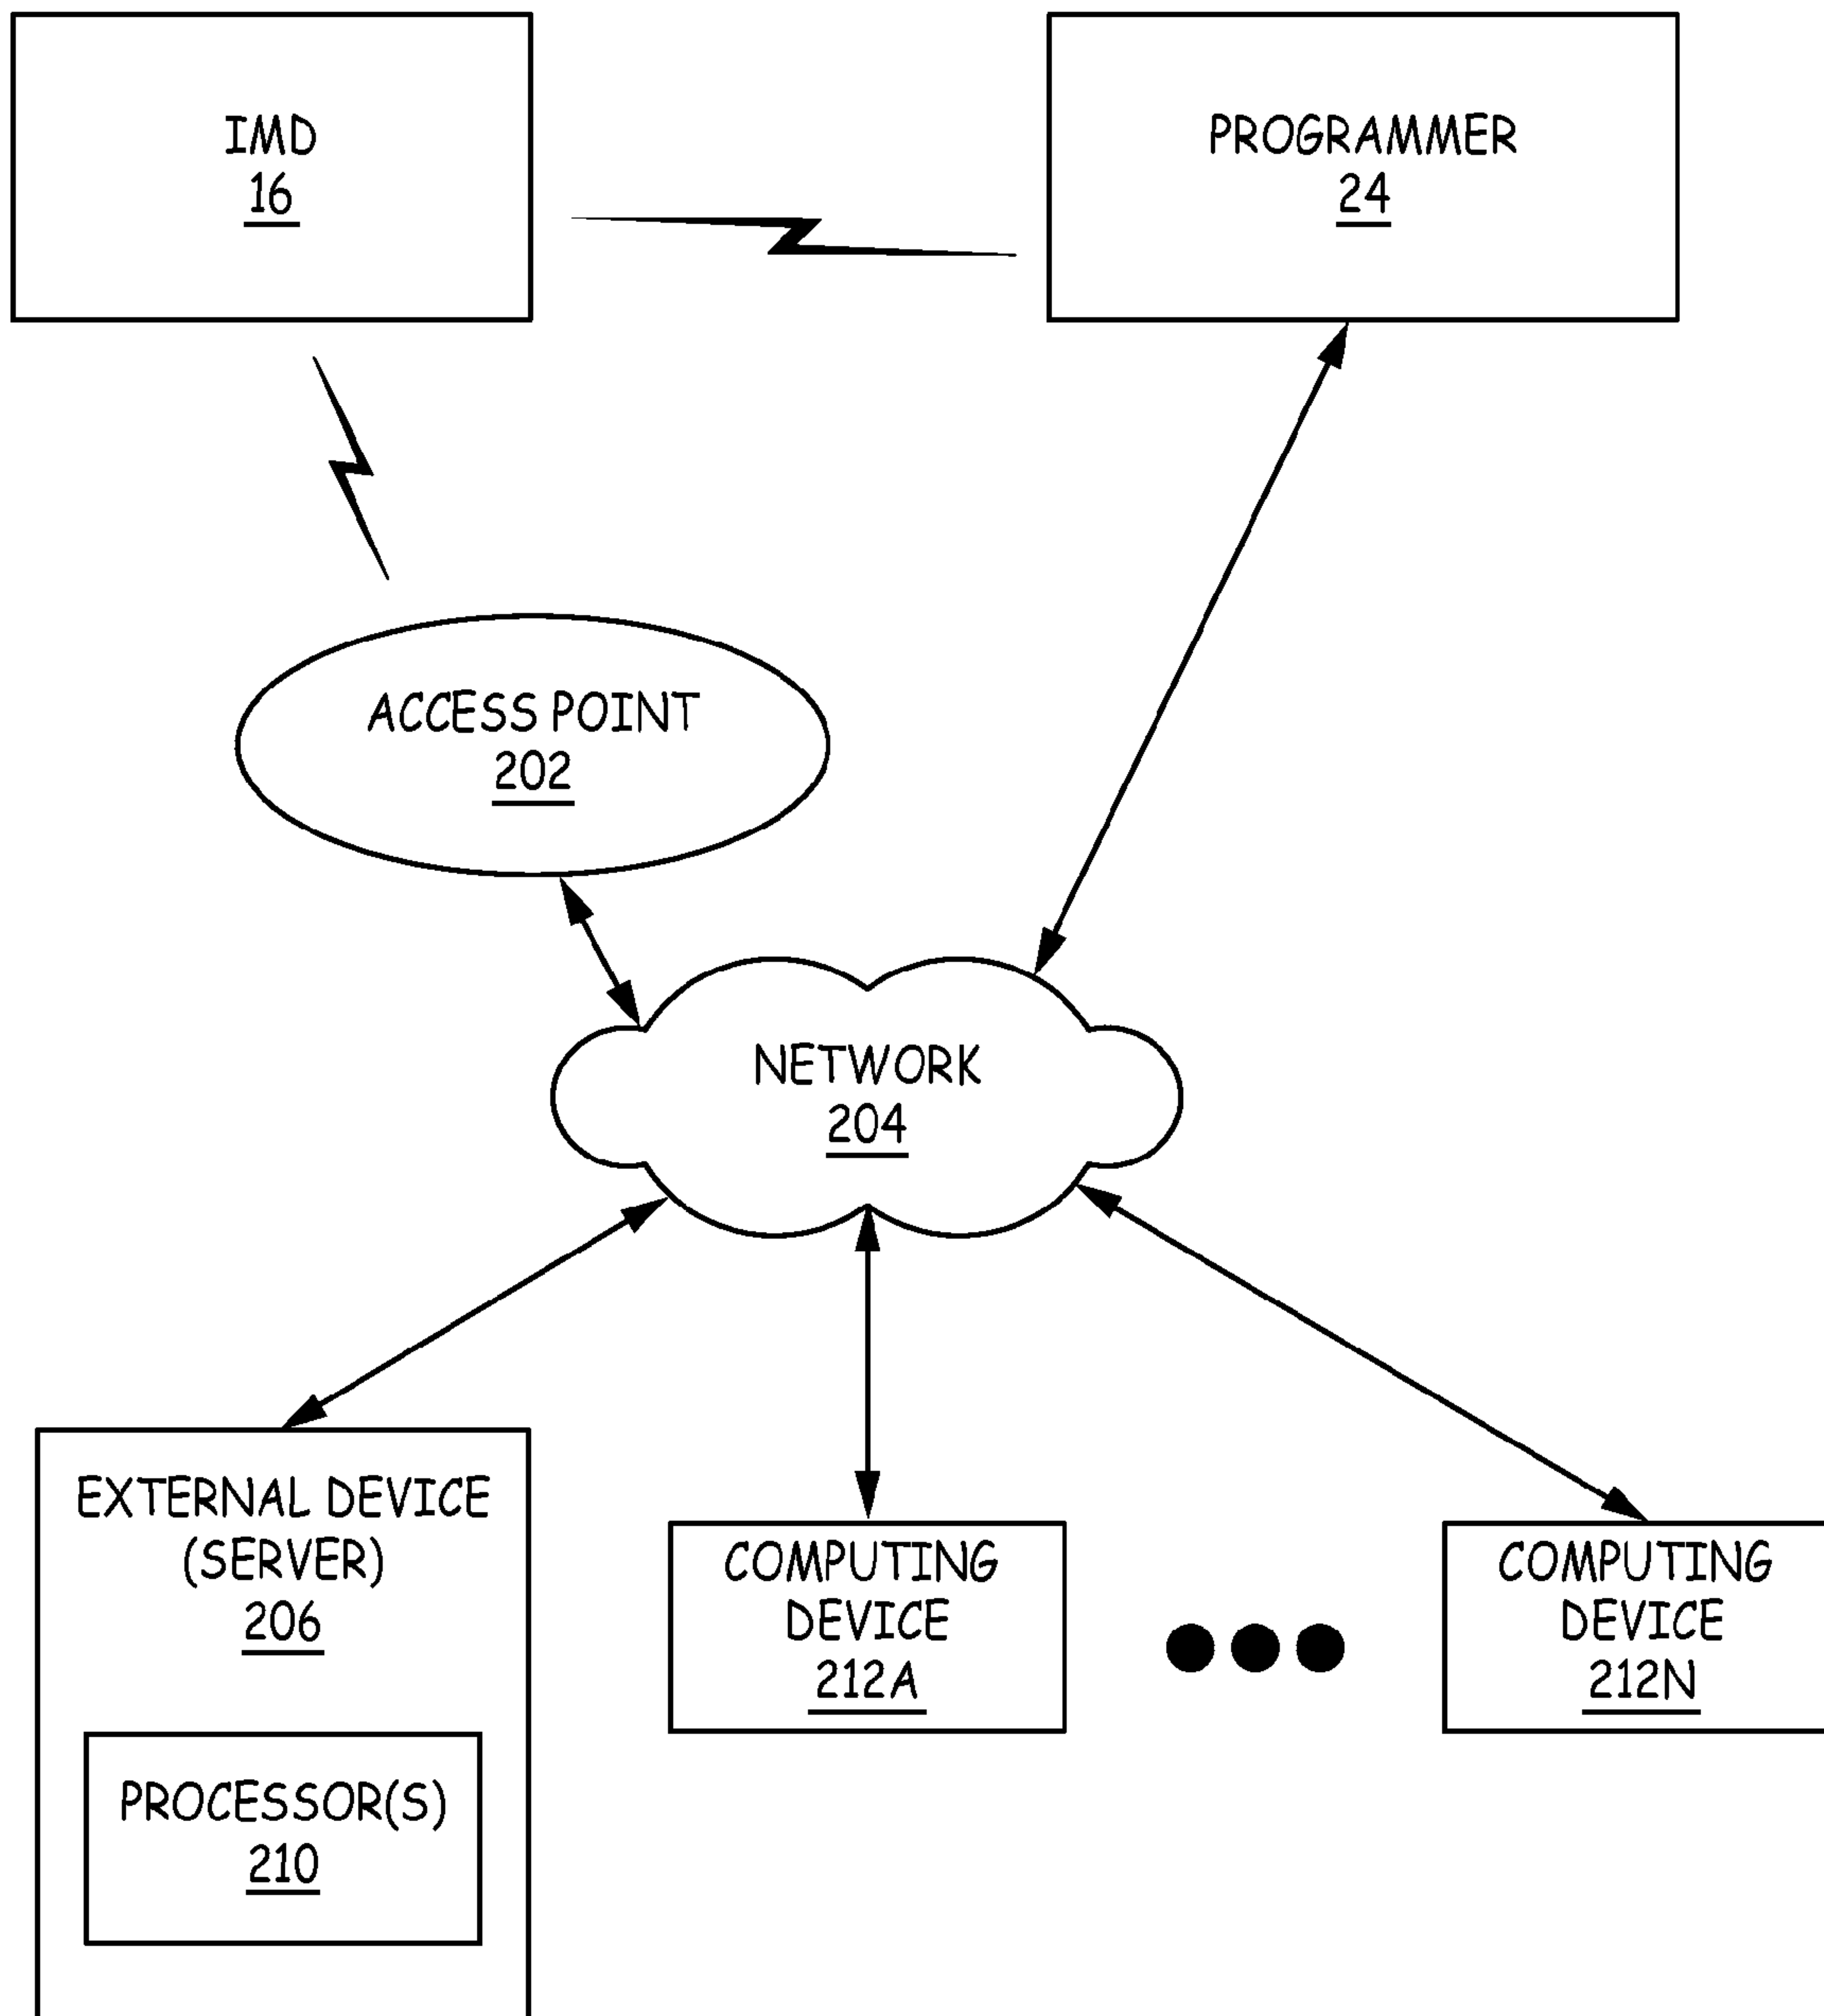 IMD
16
PROGRAMMER
24
ACCESS POINT
202
NETWORK
204
EXTERNAL DEVICE
(SERVER)
206
PROCESSOR(S)
210
COMPUTING
DEVICE
212A
COMPUTING
DEVICE
212N